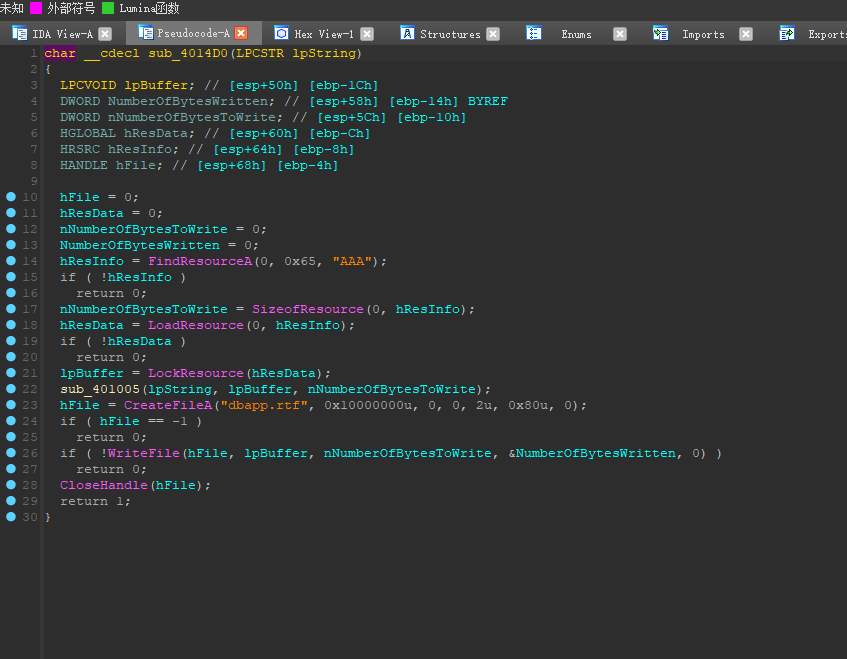 未知 外部符号 Lumina函数
IDA View-A Pseudocode-A Hex View-1 Structures Enums Imports Exports
1 char __cdecl sub_4014D0(LPCSTR lpString)
2 {
3 LPCVOID lpBuffer; // [esp+50h] [ebp-1Ch]
4 DWORD NumberOfBytesWritten; // [esp+58h] [ebp-14h] BYREF
5 DWORD nNumberOfBytesToWrite; // [esp+5Ch] [ebp-10h]
6 HGLOBAL hResData; // [esp+60h] [ebp-Ch]
7 HRSRC hResInfo; // [esp+64h] [ebp-8h]
8 HANDLE hFile; // [esp+68h] [ebp-4h]
9
10 hFile = 0;
11 hResData = 0;
12 nNumberOfBytesToWrite = 0;
13 NumberOfBytesWritten = 0;
14 hResInfo = FindResourceA(0, 0x65, "AAA");
15 if ( !hResInfo )
16 return 0;
17 nNumberOfBytesToWrite = SizeofResource(0, hResInfo);
18 hResData = LoadResource(0, hResInfo);
19 if ( !hResData )
20 return 0;
21 lpBuffer = LockResource(hResData);
22 sub_401005(lpString, lpBuffer, nNumberOfBytesToWrite);
23 hFile = CreateFileA("dbapp.rtf", 0x10000000u, 0, 0, 2u, 0x80u, 0);
24 if ( hFile == -1 )
25 return 0;
26 if ( !WriteFile(hFile, lpBuffer, nNumberOfBytesToWrite, &NumberOfBytesWritten, 0) )
27 return 0;
28 CloseHandle(hFile);
29 return 1;
30 }